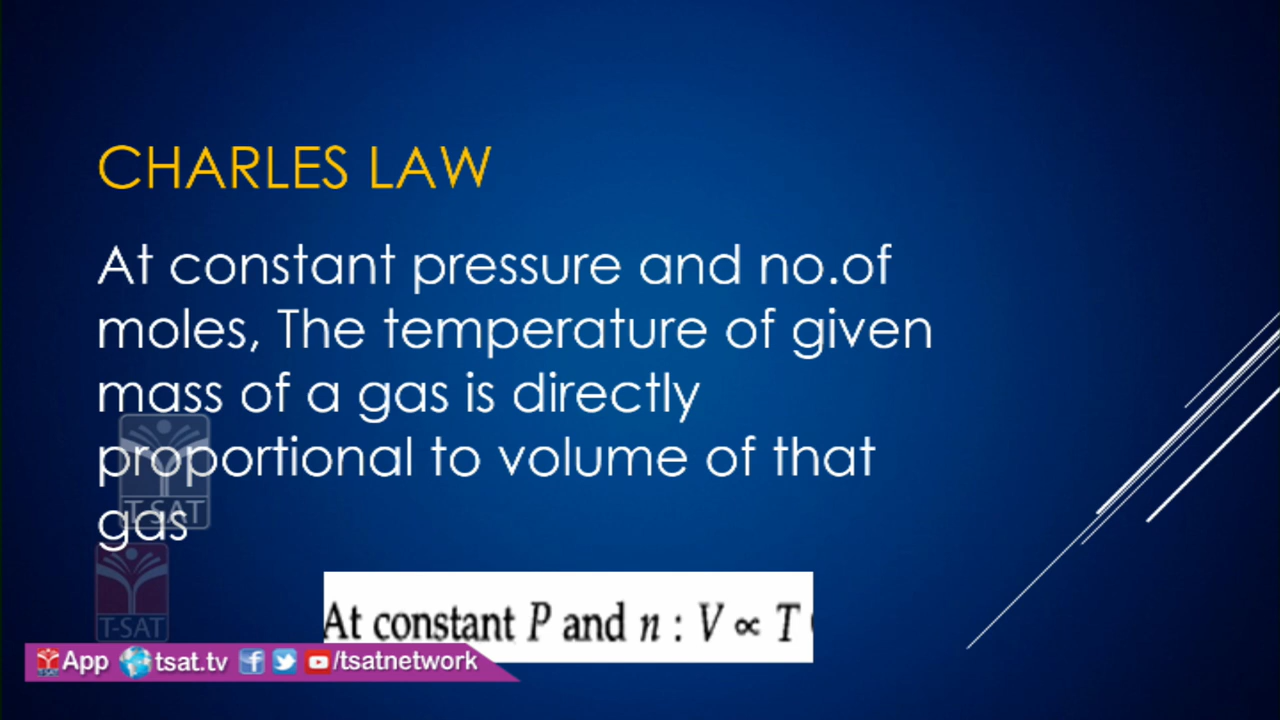 CHARLES LAW
At constant pressure and no.of
moles, The temperature of given
mass of a gas is directly
proportional to volume of that
gas
T-SAT
T-SAT
At constant P and n : V ∝ T
App tsat.tv /tsatnetwork